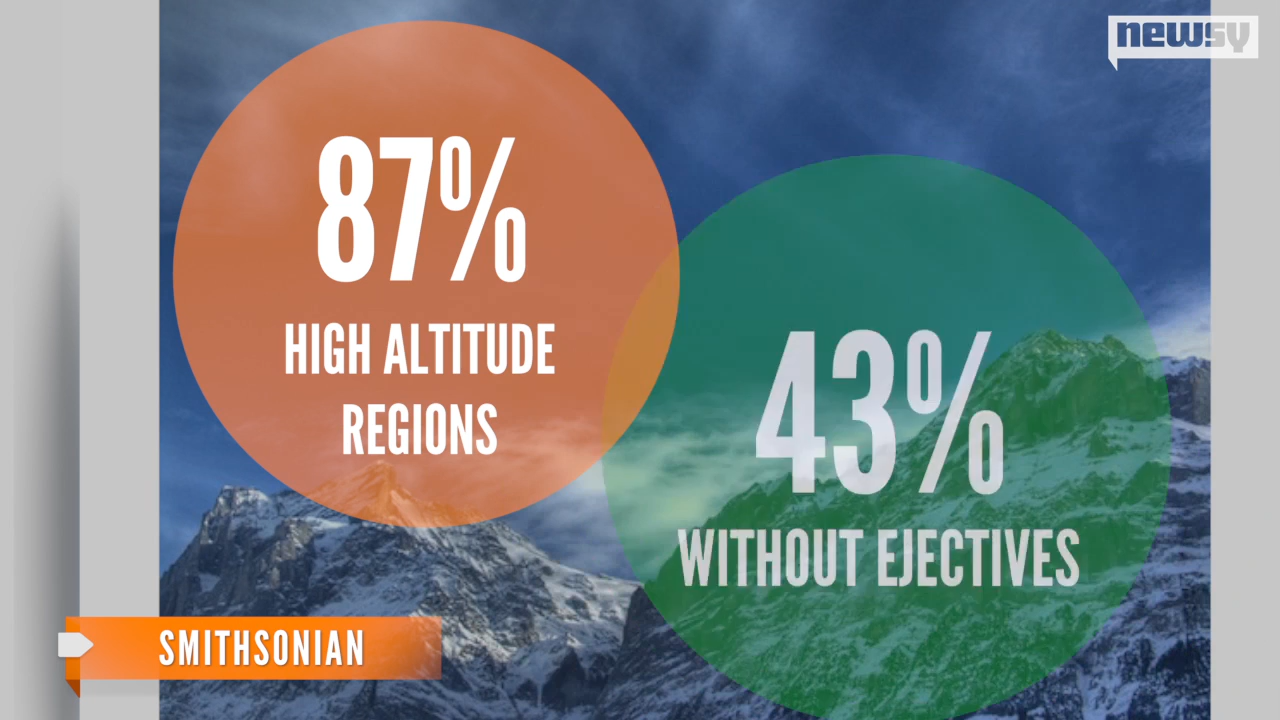 newsy
87%
HIGH ALTITUDE
REGIONS
43%
WITHOUT EJECTIVES
SMITHSONIAN